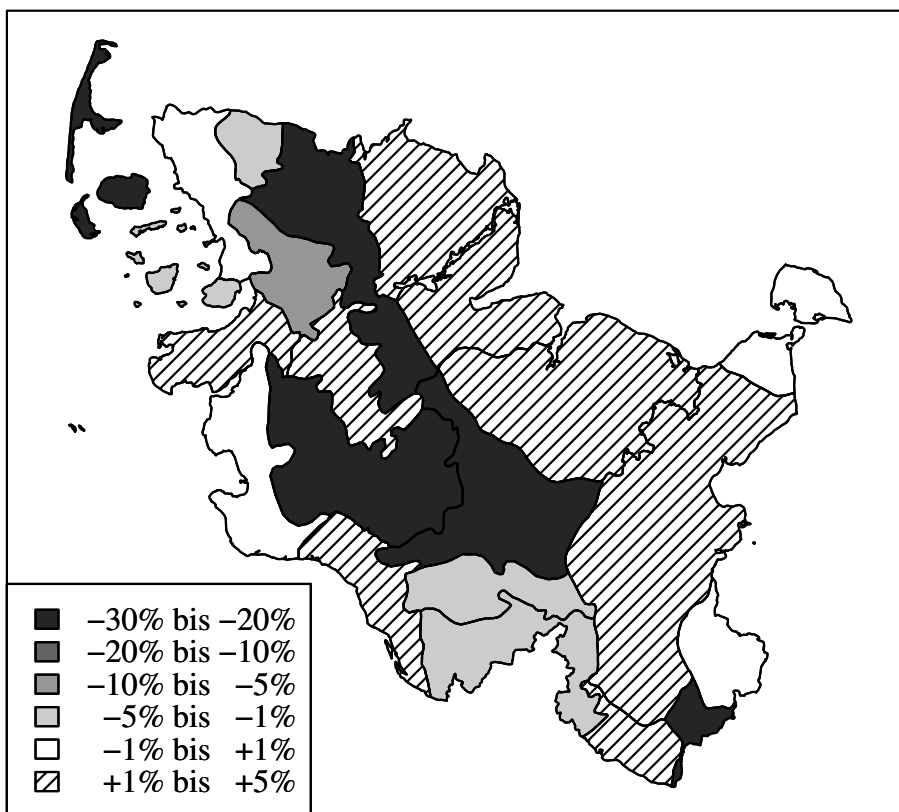 −30% bis −20%
−20% bis −10%
−10% bis −5%
−5% bis −1%
−1% bis +1%
+1% bis +5%